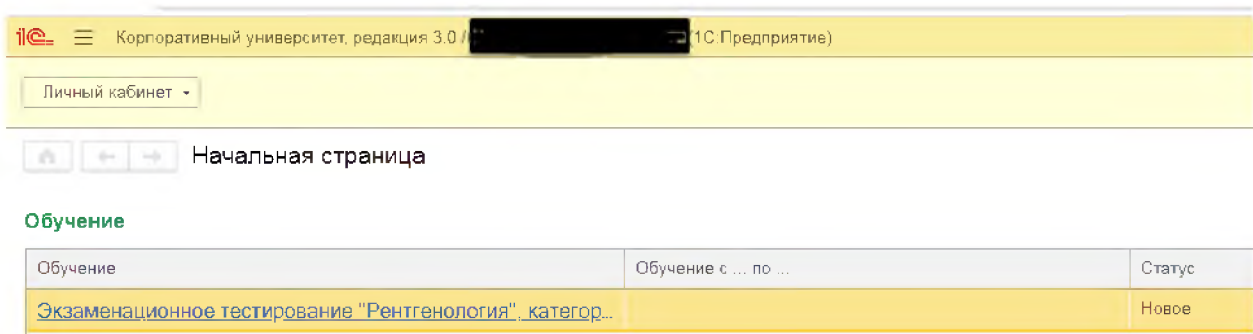 1С Корпоративный университет, редакция 3.0 / (1С:Предприятие)
Личный кабинет
Начальная страница
Обучение
Обучение Обучение с ... по ... Статус
Экзаменационное тестирование "Рентгенология", категор... Новое